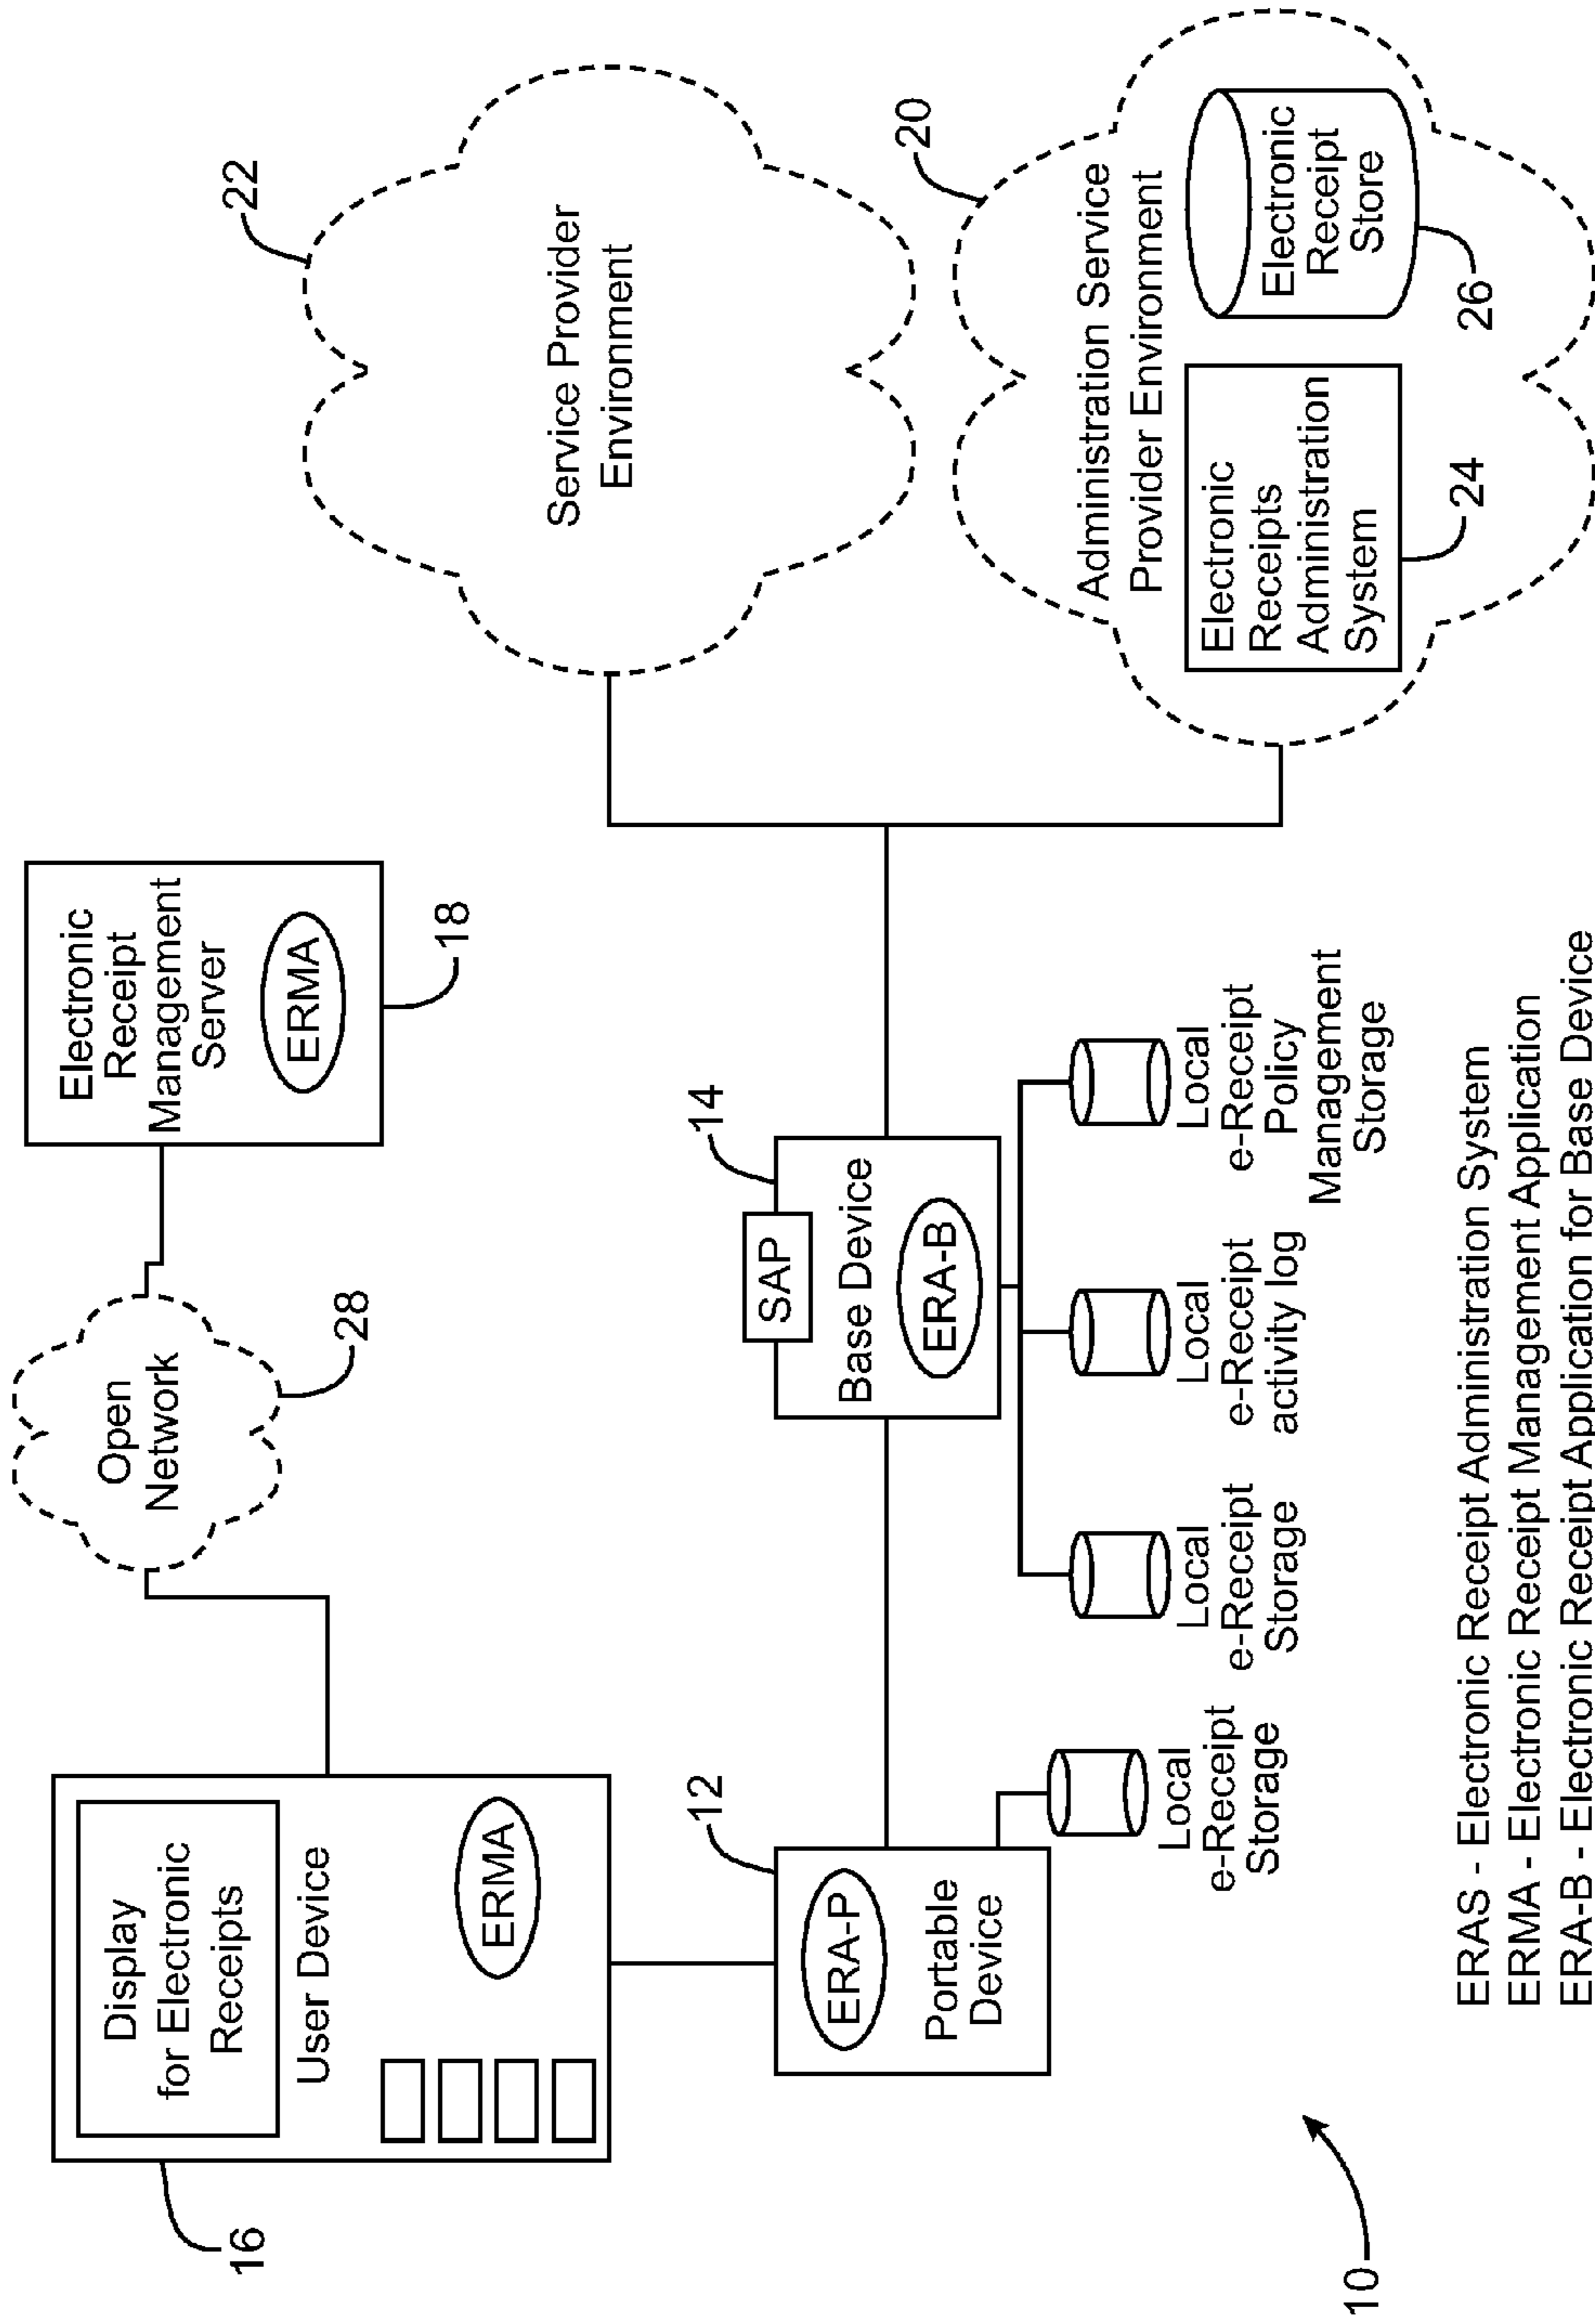 10
16
Display
for Electronic
Receipts
User Device
ERMA
Open
Network
28
Electronic
Receipt
Management
Server
ERMA
18
12
ERA-P
Portable
Device
Local
e-Receipt
Storage
14
SAP
Base Device
ERA-B
Local
e-Receipt
Storage
Local
e-Receipt
activity log
Local
e-Receipt
Policy
Management
Storage
22
Service Provider
Environment
20
Administration Service
Provider Environment
Electronic
Receipts
Administration
System
24
Electronic
Receipt
Store
26
ERAS - Electronic Receipt Administration System
ERMA - Electronic Receipt Management Application
ERA-B - Electronic Receipt Application for Base Device